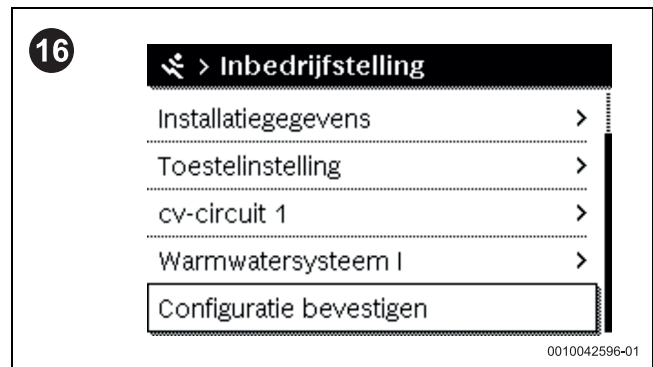 16
> Inbedrijfstelling
Installatiegegevens >
Toestelinstelling >
cv-circuit 1 >
Warmwatersysteem I >
Configuratie bevestigen
0010042596-01